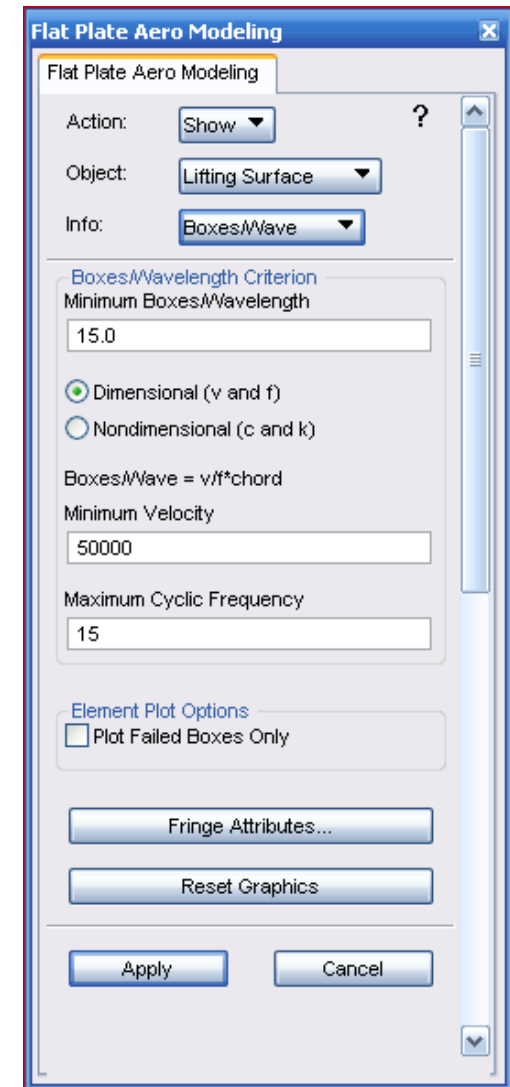 Flat Plate Aero Modeling
Flat Plate Aero Modeling
Action: Show ?
Object: Lifting Surface
Info: Boxes/Wave
Boxes/Wavelength Criterion
Minimum Boxes/Wavelength
15.0
Dimensional (v and f)
Nondimensional (c and k)
Boxes/Wave = v/f*chord
Minimum Velocity
50000
Maximum Cyclic Frequency
15
Element Plot Options
Plot Failed Boxes Only
Fringe Attributes...
Reset Graphics
Apply Cancel